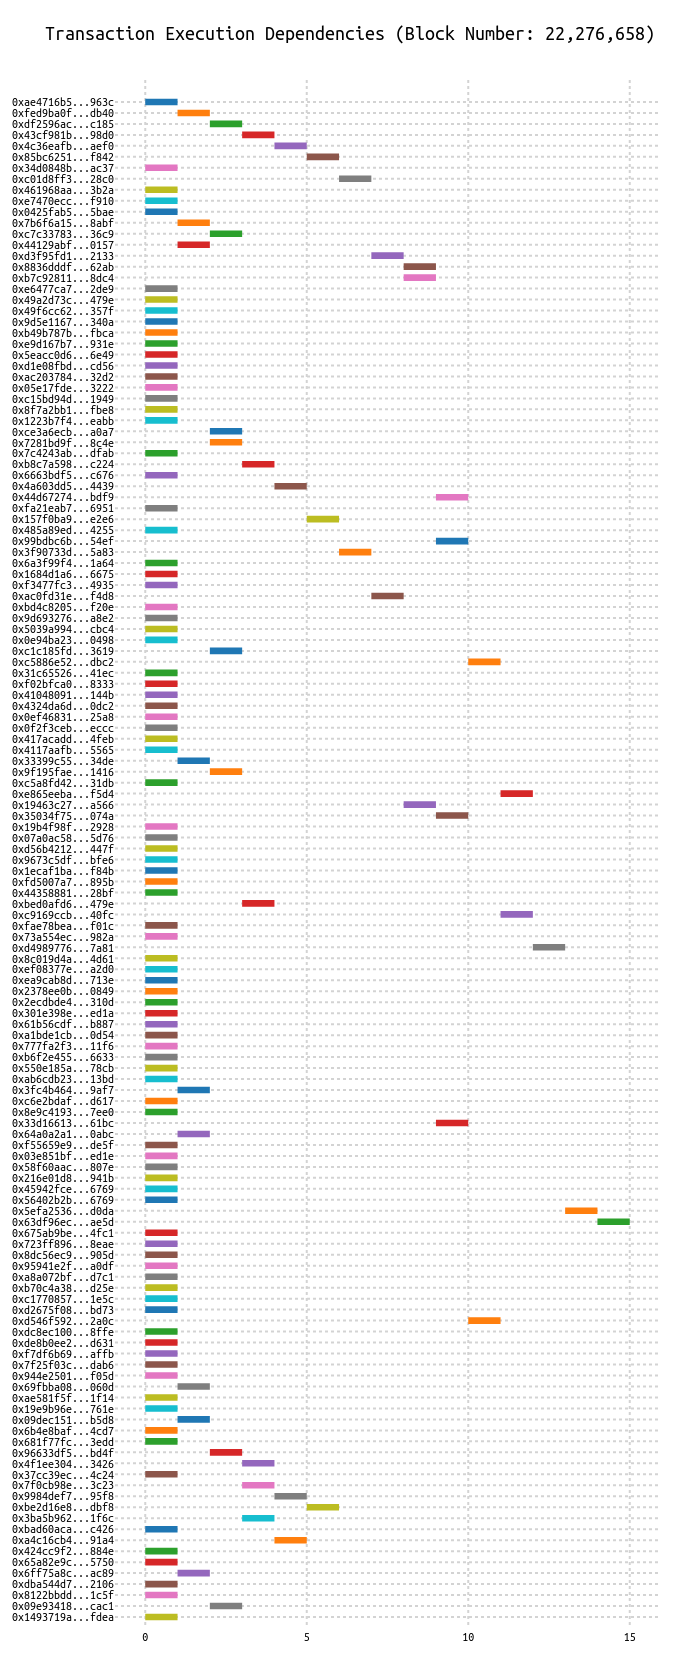 Transaction Execution Dependencies (Block Number: 22,276,658)
0xae4716b5...963c
0xfed9ba0f...db40
0xdf2596ac...c185
0x43cf981b...98d0
0x4c36eafb...aef0
0x85bc6251...f842
0x34d0848b...ac37
0xc01d8ff3...28c0
0x461968aa...3b2a
0xe7470ecc...f910
0x0425fab5...5bae
0x7b6f6a15...8abf
0xc7c33783...36c9
0x44129abf...0157
0xd3f95fd1...2133
0x8836dddf...62ab
0xb7c92811...8dc4
0xe6477ca7...2de9
0x49a2d73c...479e
0x49f6cc62...357f
0x9d5e1167...340a
0xb49b787b...fbca
0xe9d167b7...931e
0x5eacc0d6...6e49
0xd1e08fbd...cd56
0xac203784...32d2
0x05e17fde...3222
0xc15bd94d...1949
0x8f7a2bb1...fbe8
0x1223b7f4...eabb
0xce3a6ecb...a0a7
0x7281bd9f...8c4e
0x7c4243ab...dfab
0xb8c7a598...c224
0x6663bdf5...c676
0x4a603dd5...4439
0x44d67274...bdf9
0xfa21eab7...6951
0x157f0ba9...e2e6
0x485a89ed...4255
0x99bdbc6b...54ef
0x3f90733d...5a83
0x6a3f99f4...1a64
0x1684d1a6...6675
0xf3477fc3...4935
0xac0fd31e...f4d8
0xbd4c8205...f20e
0x9d693276...a8e2
0x5039a994...cbc4
0x0e94ba23...0498
0xc1c185fd...3619
0xc5886e52...dbc2
0x31c65526...41ec
0xf02bfca0...8333
0x41048091...144b
0x4324da6d...0dc2
0x0ef46831...25a8
0x0f2f3ceb...eccc
0x417acadd...4feb
0x4117aafb...5565
0x33399c55...34de
0x9f195fae...1416
0xc5a8fd42...31db
0xe865eeba...f5d4
0x19463c27...a566
0x35034f75...074a
0x19b4f98f...2928
0x07a0ac58...5d76
0xd56b4212...447f
0x9673c5df...bfe6
0x1ecaf1ba...f84b
0xfd5007a7...895b
0x44358881...28bf
0xbed0afd6...479e
0xc9169ccb...40fc
0xfae78bea...f01c
0x73a554ec...982a
0xd4989776...7a81
0x8c019d4a...4d61
0xef08377e...a2d0
0xea9cab8d...713e
0x2378ee0b...0849
0x2ecdbde4...310d
0x301e398e...ed1a
0x61b56cdf...b887
0xa1bde1cb...0d54
0x777fa2f3...11f6
0xb6f2e455...6633
0x550e185a...78cb
0xab6cdb23...13bd
0x3fc4b464...9af7
0xc6e2bdaf...d617
0x8e9c4193...7ee0
0x33d16613...61bc
0x64a0a2a1...0abc
0xf55659e9...de5f
0x03e851bf...ed1e
0x58f60aac...807e
0x216e01d8...941b
0x45942fce...6769
0x56402b2b...6769
0x5efa2536...d0da
0x63df96ec...ae5d
0x675ab9be...4fc1
0x723ff896...8eae
0x8dc56ec9...905d
0x95941e2f...a0df
0xa8a072bf...d7c1
0xb70c4a38...d25e
0xc1770857...1e5c
0xd2675f08...bd73
0xd546f592...2a0c
0xdc8ec100...8ffe
0xde8b0ee2...d631
0xf7df6b69...affb
0x7f25f03c...dab6
0x944e2501...f05d
0x69fbba08...060d
0xae581f5f...1f14
0x19e9b96e...761e
0x09dec151...b5d8
0x6b4e8baf...4cd7
0x681f77fc...3edd
0x96633df5...bd4f
0x4f1ee304...3426
0x37cc39ec...4c24
0x7f0cb98e...3c23
0x9984def7...95f8
0xbe2d16e8...dbf8
0x3ba5b962...1f6c
0xbad60aca...c426
0xa4c16cb4...91a4
0x424cc9f2...884e
0x65a82e9c...5750
0x6ff75a8c...ac89
0xdba544d7...2106
0x8122bbdd...1c5f
0x09e93418...cac1
0x1493719a...fdea
0 5 10 15